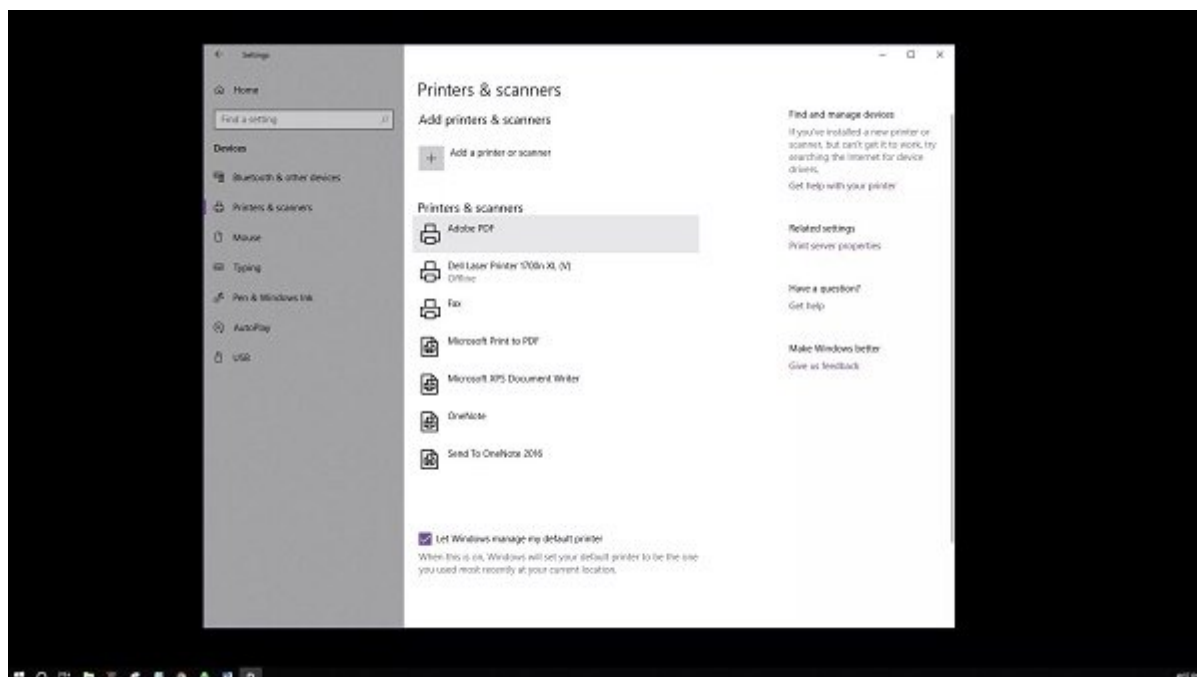 Settings
Home
Find a setting
Devices
Bluetooth & other devices
Printers & scanners
Mouse
Typing
Pen & Windows Ink
AutoPlay
USB
Printers & scanners
Add printers & scanners
Add a printer or scanner
Printers & scanners
Adobe PDF
Dell Laser Printer 1700n XL (V)
Offline
Fax
Microsoft Print to PDF
Microsoft XPS Document Writer
OneNote
Send To OneNote 2016
Let Windows manage my default printer
When this is on, Windows will set your default printer to be the one
you used most recently at your current location.
Find and manage devices
If you've installed a new printer or
scanner, but can't get it to work, try
searching the Internet for device
drivers.
Get help with your printer
Related settings
Print server properties
Have a question?
Get help
Make Windows better
Give us feedback